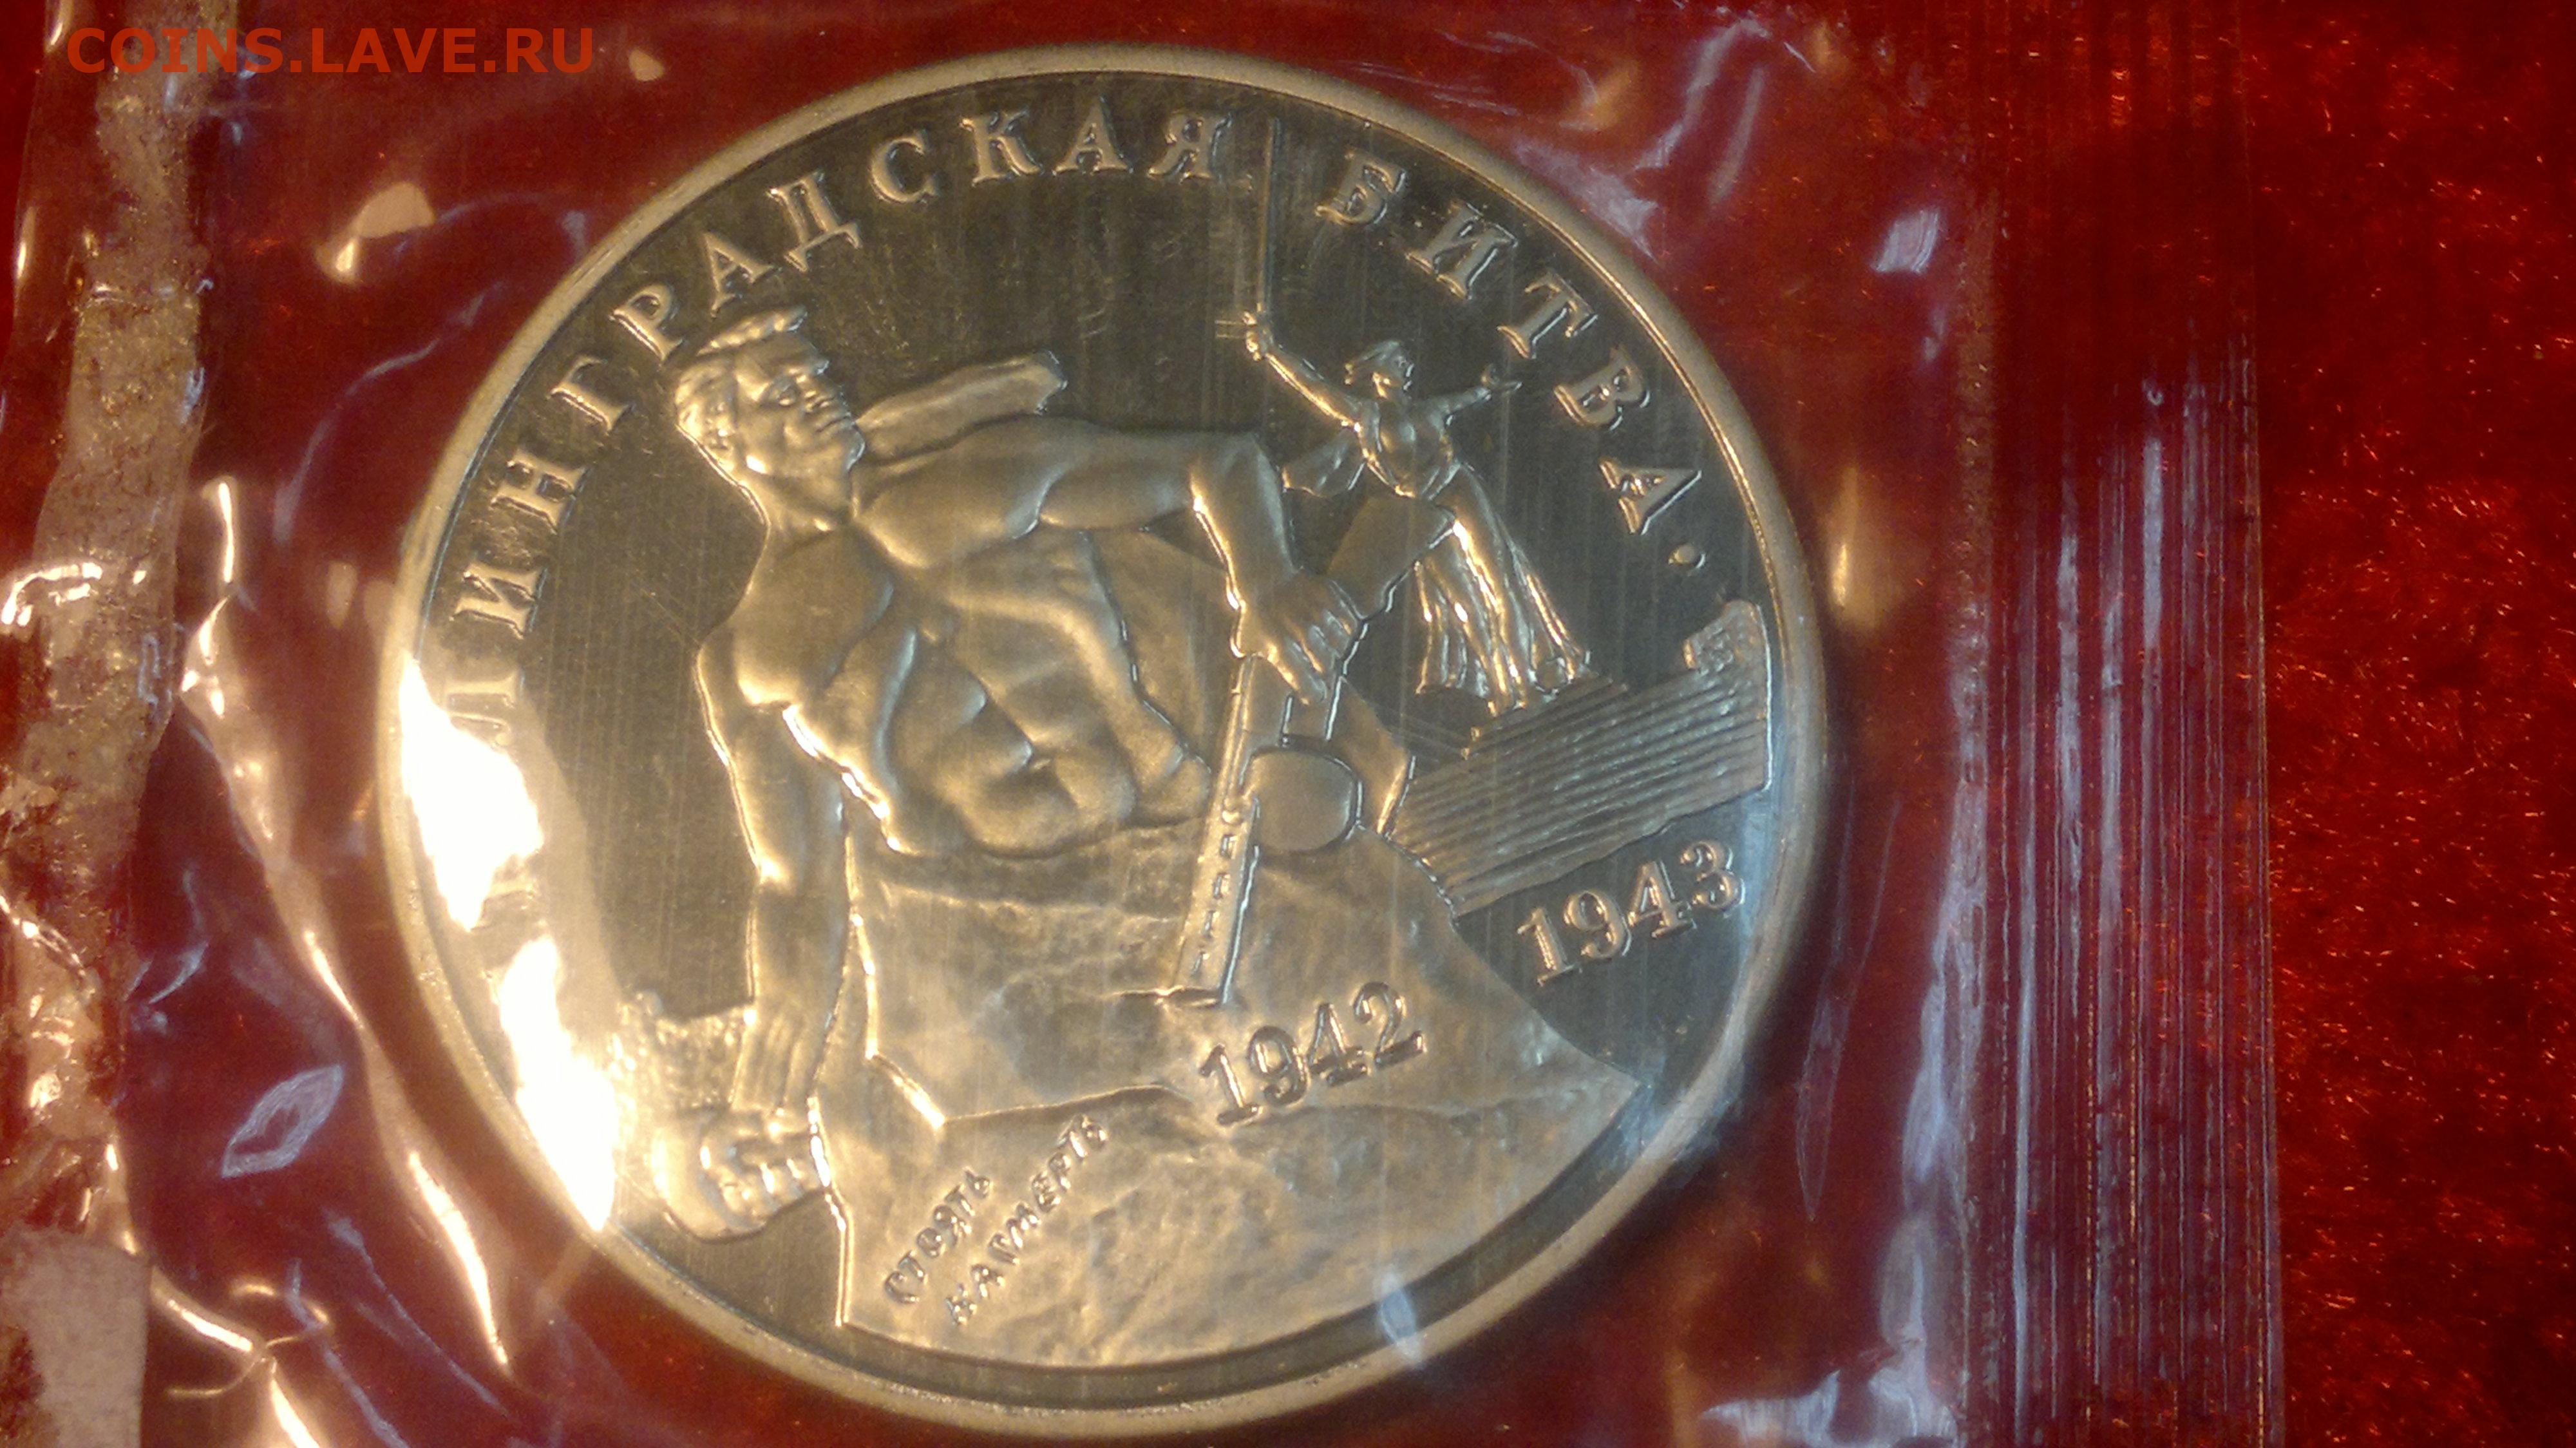 COINS.LAVE.RU
ЛИНГРАДСКАЯ БИТВА •
1943
1942
СТОЯТЬ
НАСМЕРТЬ